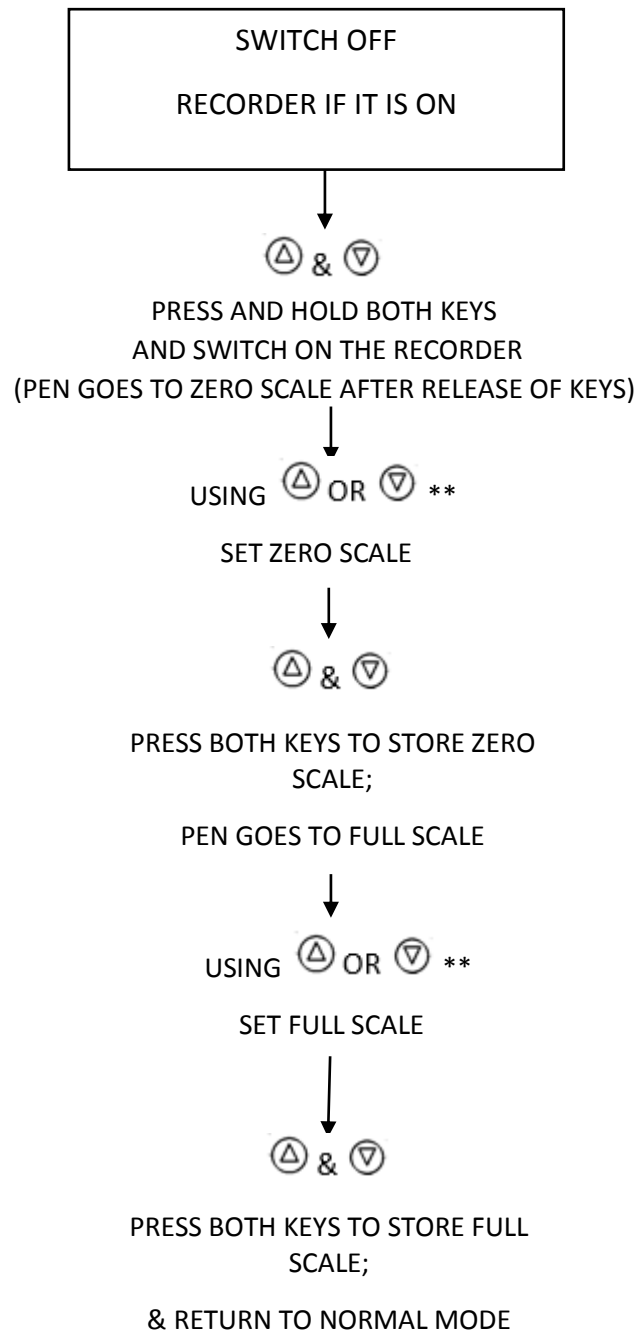 SWITCH OFF
RECORDER IF IT IS ON
&
PRESS AND HOLD BOTH KEYS
AND SWITCH ON THE RECORDER
(PEN GOES TO ZERO SCALE AFTER RELEASE OF KEYS)
USING OR **
SET ZERO SCALE
&
PRESS BOTH KEYS TO STORE ZERO
SCALE;
PEN GOES TO FULL SCALE
USING OR **
SET FULL SCALE
&
PRESS BOTH KEYS TO STORE FULL
SCALE;
& RETURN TO NORMAL MODE